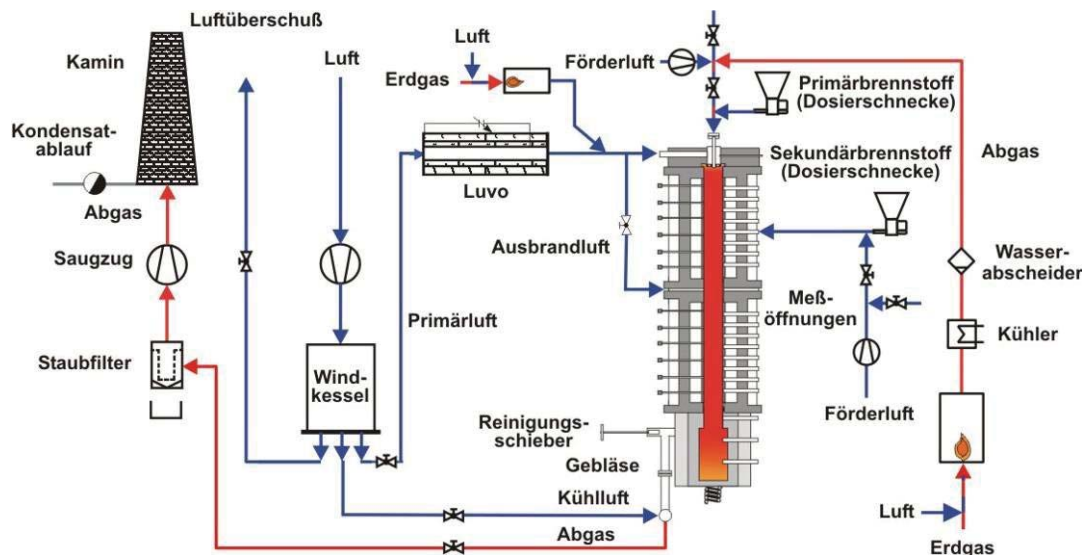 Luftüberschuß
Kamin
Luft
Luft
Erdgas
Förderluft
Primärbrennstoff
(Dosierschnecke)
Kondensat-
ablauf
Abgas
Luvo
Sekundärbrennstoff
(Dosierschnecke)
Abgas
Saugzug
Ausbrandluft
Wasser-
abscheider
Meß-
öffnungen
Primärluft
Kühler
Staubfilter
Wind-
kessel
Förderluft
Reinigungs-
schieber
Gebläse
Kühlluft
Abgas
Luft
Erdgas